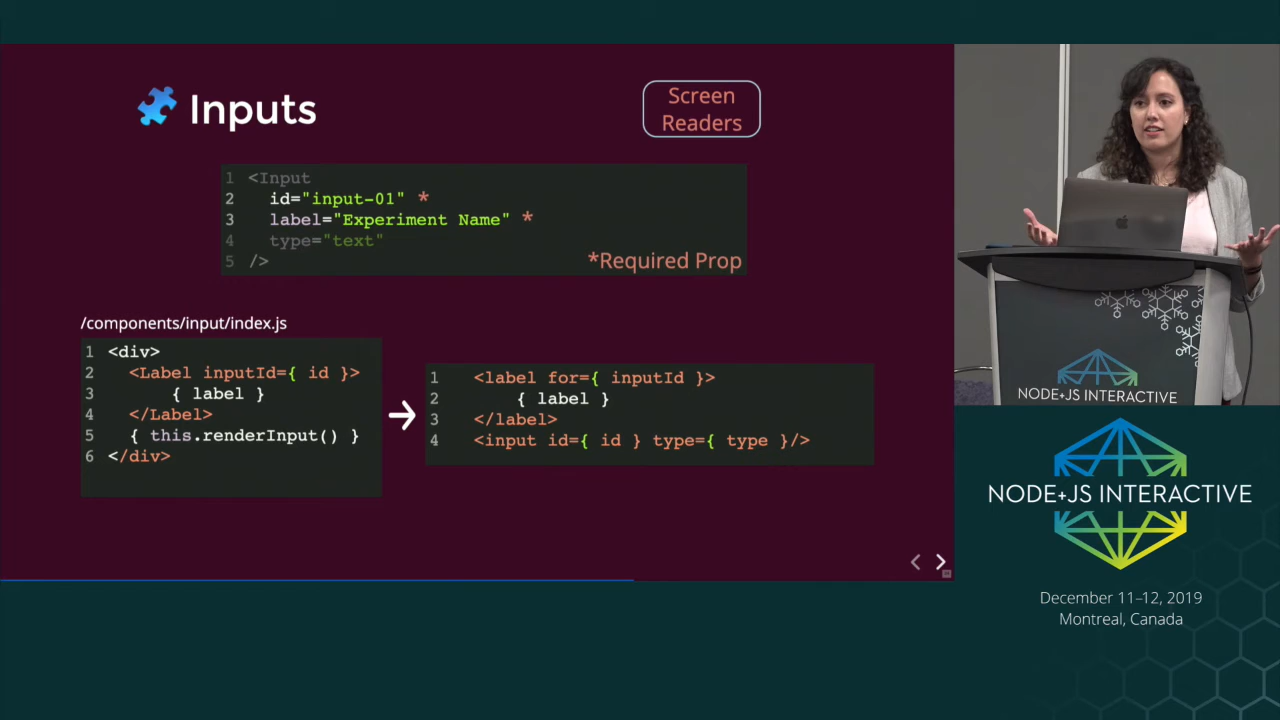 Inputs
Screen
Readers
1 <Input
2 id="input-01" *
3 label="Experiment Name" *
4 type="text"
5 />
*Required Prop
/components/input/index.js
1 <div>
2 <Label inputId={ id }>
3 { label }
4 </Label>
5 { this.renderInput() }
6 </div>
1 <label for={ inputId }>
2 { label }
3 </label>
4 <input id={ id } type={ type }/>
NODE+JS INTERACTIVE
NODE+JS INTERACTIVE
December 11–12, 2019
Montreal, Canada